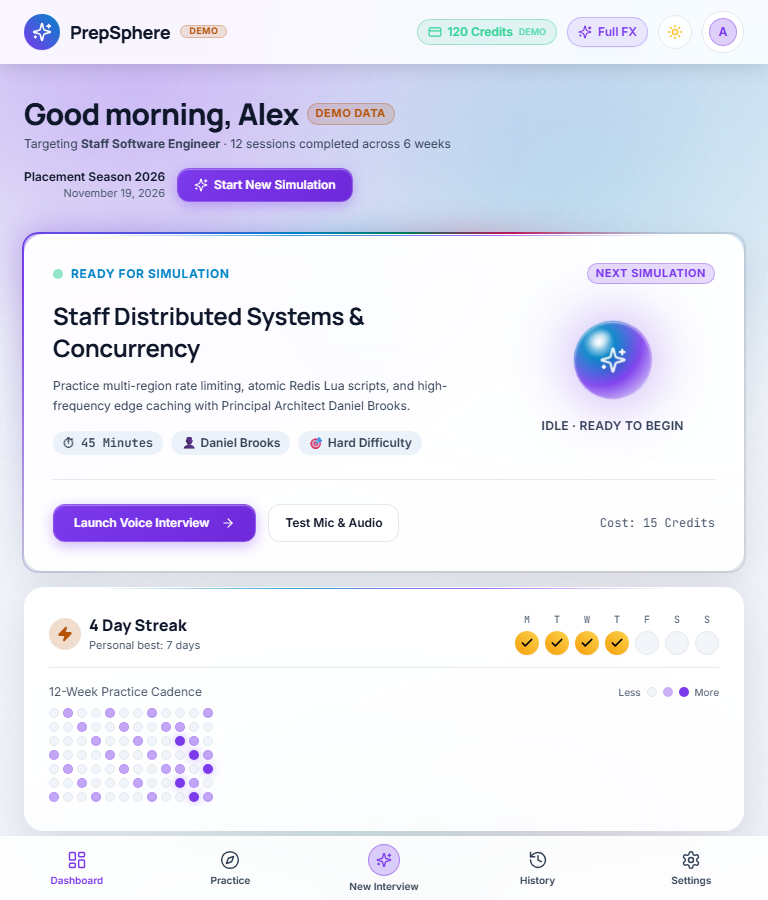 PrepSphere DEMO
120 Credits DEMO
Full FX
A
Good morning, Alex DEMO DATA
Targeting Staff Software Engineer · 12 sessions completed across 6 weeks
Placement Season 2026
November 19, 2026
Start New Simulation
READY FOR SIMULATION
NEXT SIMULATION
Staff Distributed Systems &
Concurrency
Practice multi-region rate limiting, atomic Redis Lua scripts, and high-
frequency edge caching with Principal Architect Daniel Brooks.
45 Minutes
Daniel Brooks
Hard Difficulty
IDLE · READY TO BEGIN
Launch Voice Interview
Test Mic & Audio
Cost: 15 Credits
4 Day Streak
Personal best: 7 days
M T W T F S S
12-Week Practice Cadence
Less More
Dashboard
Practice
New Interview
History
Settings